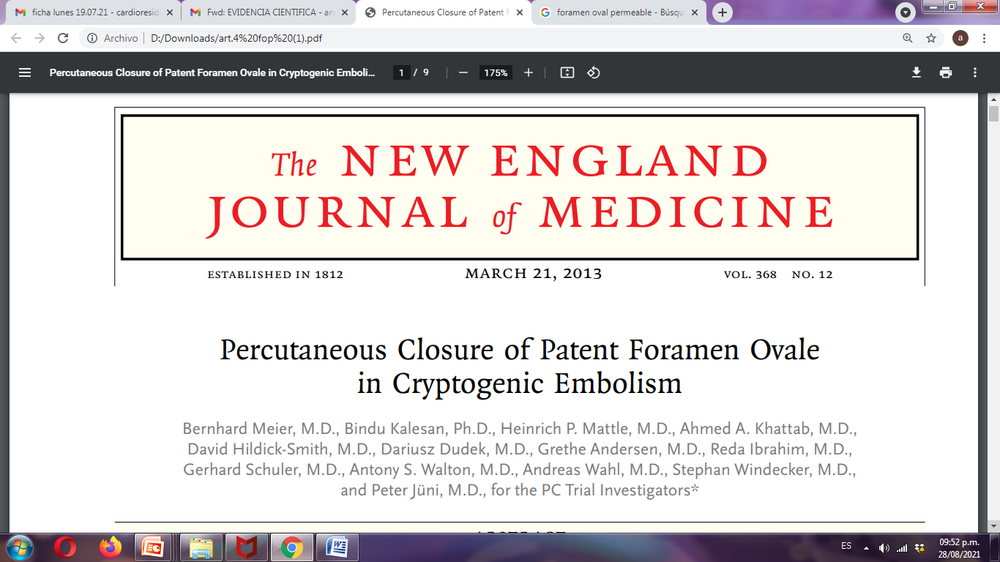 ficha lunes 19.07.21 - cardioresid
Fwd: EVIDENCIA CIENTIFICA - an
Percutaneous Closure of Patent F
foramen oval permeable - Búsqu
Archivo D:/Downloads/art.4%20fop%20(1).pdf
a
Percutaneous Closure of Patent Foramen Ovale in Cryptogenic Emboli...
1 / 9
175%
The NEW ENGLAND
JOURNAL of MEDICINE
ESTABLISHED IN 1812 MARCH 21, 2013 VOL. 368 NO. 12
Percutaneous Closure of Patent Foramen Ovale
in Cryptogenic Embolism
Bernhard Meier, M.D., Bindu Kalesan, Ph.D., Heinrich P. Mattle, M.D., Ahmed A. Khattab, M.D.,
David Hildick-Smith, M.D., Dariusz Dudek, M.D., Grethe Andersen, M.D., Reda Ibrahim, M.D.,
Gerhard Schuler, M.D., Antony S. Walton, M.D., Andreas Wahl, M.D., Stephan Windecker, M.D.,
and Peter Jüni, M.D., for the PC Trial Investigators*
ES
09:52 p.m.
28/08/2021